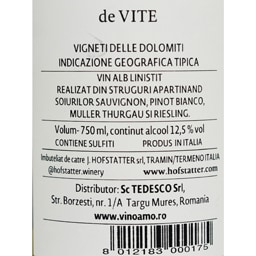 de VITE
VIGNETI DELLE DOLOMITI
INDICAZIONE GEOGRAFICA TIPICA
VIN ALB LINISTIT
REALIZAT DIN STRUGURI APARTINAND
SOIURILOR SAUVIGNON, PINOT BIANCO,
MULLER THURGAU SI RIESLING.
Volum- 750 ml, continut alcool 12,5 % vol
CONTINE SULFITI PRODUS IN ITALIA
Imbuteliat de catre J. HOFSTATTER SRL, TRAMIN/TERMENO ITALIA
@hofstatter.winery www.hofstatter.com
Distributor: Sc TEDESCO Srl,
Str. Borzesti, nr. 1/A Targu Mures, Romania
www.vinoamo.ro
8 012183 000175